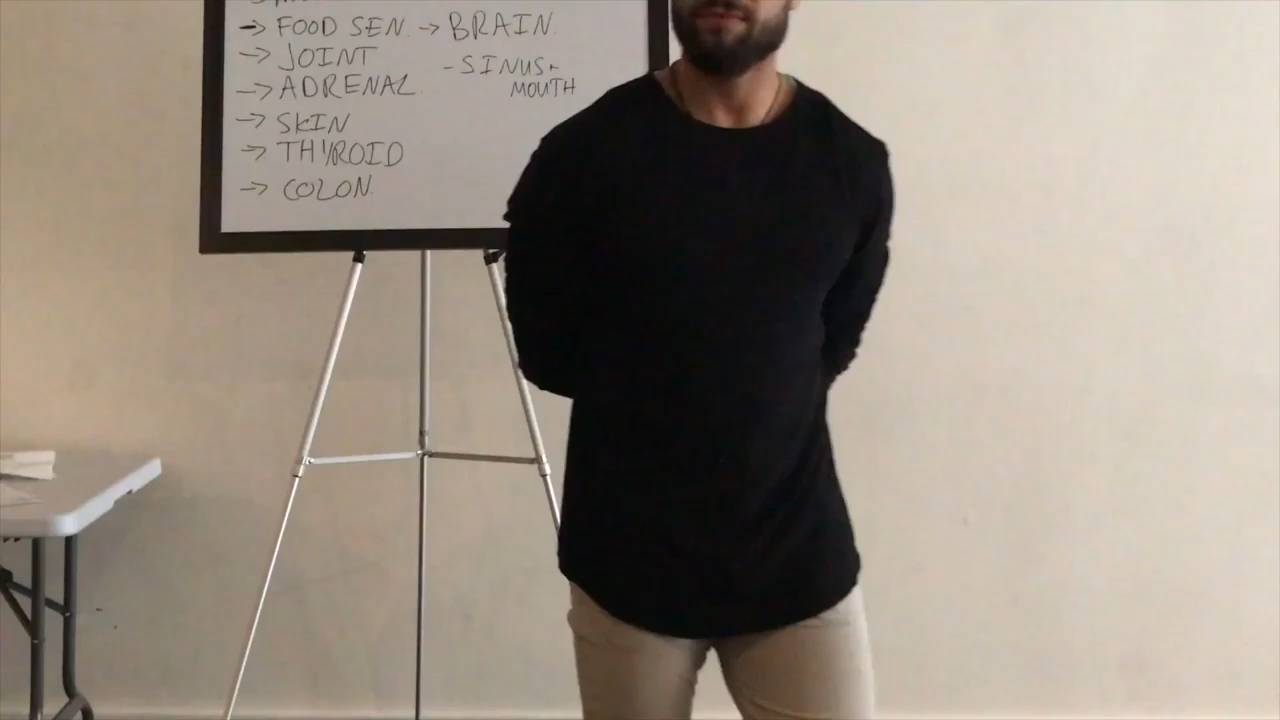 → FOOD SEN. → BRAIN.
→ JOINT
- SINUS +
MOUTH
→ ADRENAL
→ SKIN
→ THYROID
→ COLON.